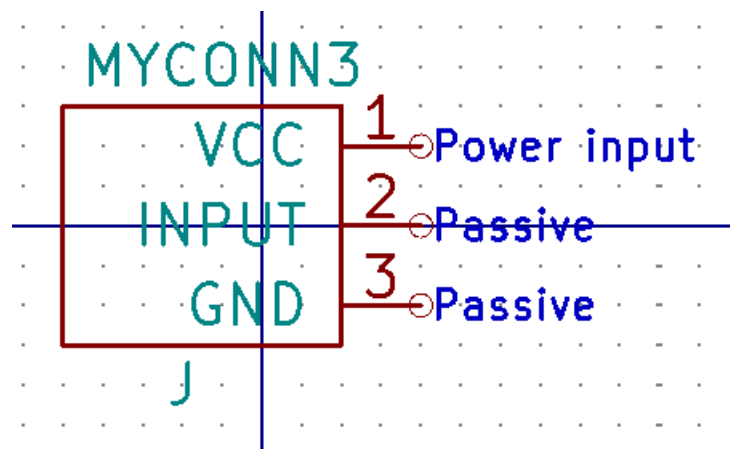 MYCONN3
VCC 1 Power input
INPUT 2 Passive
GND 3 Passive
J